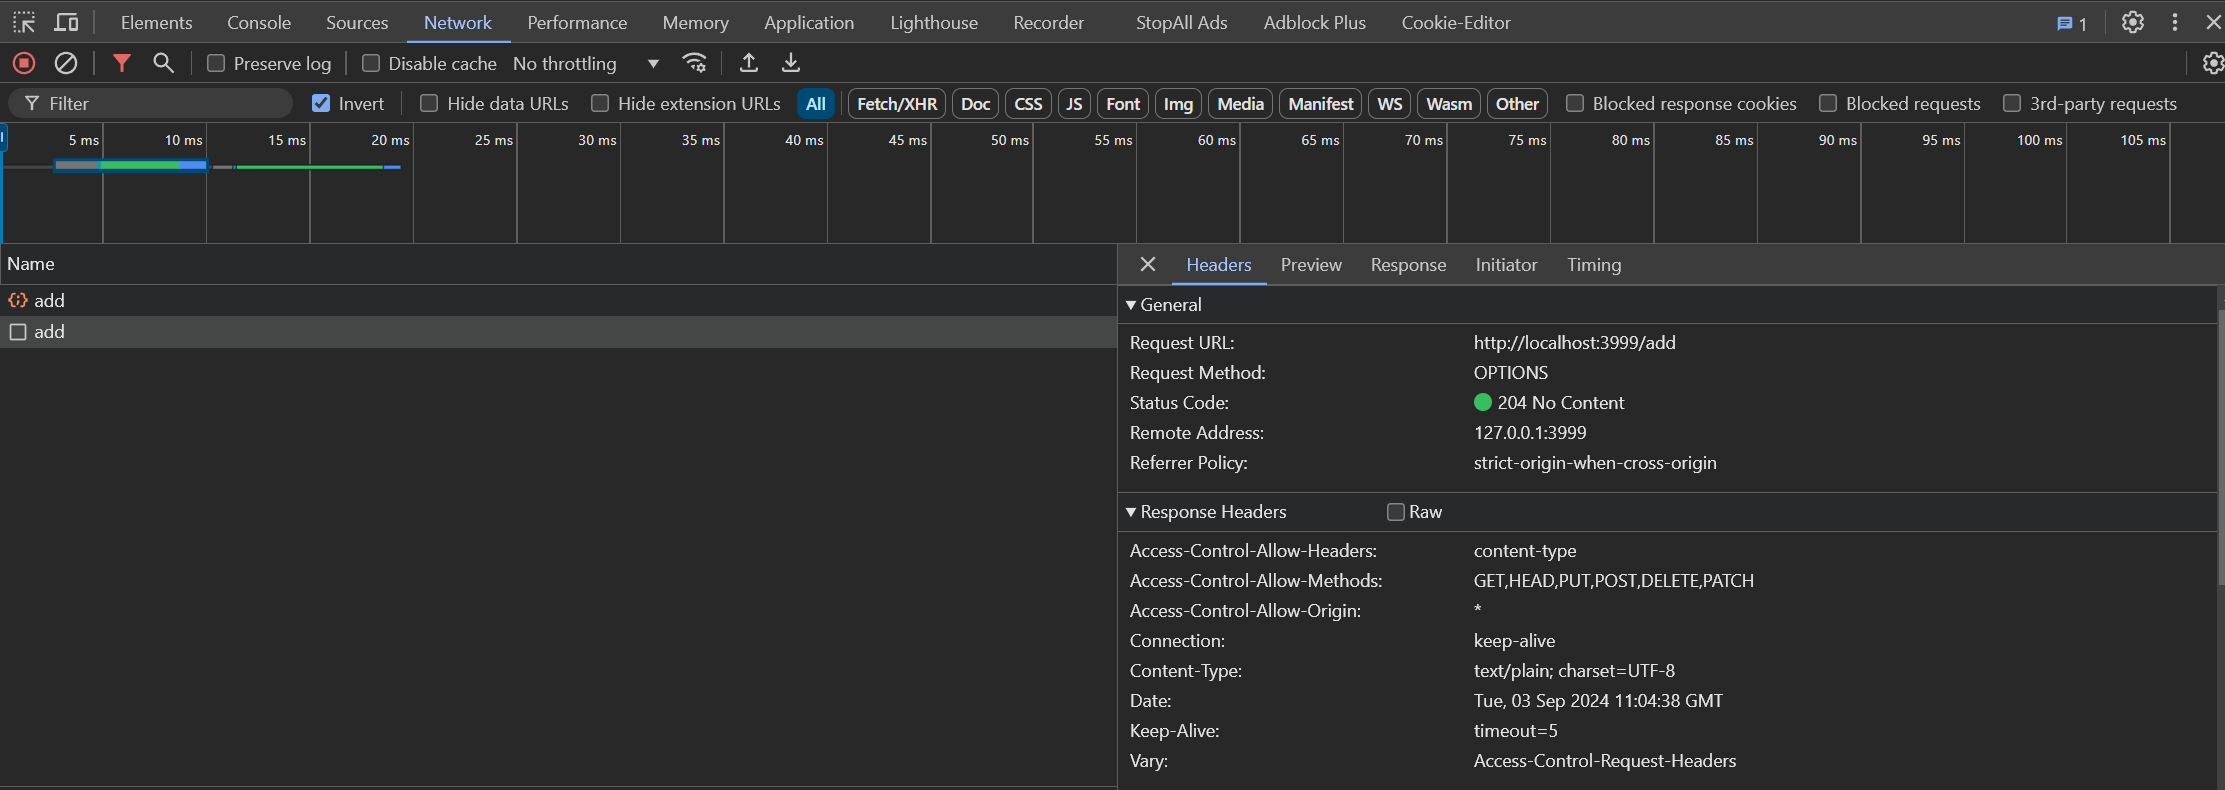 Elements Console Sources Network Performance Memory Application Lighthouse Recorder StopAll Ads Adblock Plus Cookie-Editor 1
Preserve log Disable cache No throttling
Filter Invert Hide data URLs Hide extension URLs All Fetch/XHR Doc CSS JS Font Img Media Manifest WS Wasm Other Blocked response cookies Blocked requests 3rd-party requests
5 ms 10 ms 15 ms 20 ms 25 ms 30 ms 35 ms 40 ms 45 ms 50 ms 55 ms 60 ms 65 ms 70 ms 75 ms 80 ms 85 ms 90 ms 95 ms 100 ms 105 ms
Name
add
add
Headers Preview Response Initiator Timing
General
Request URL: http://localhost:3999/add
Request Method: OPTIONS
Status Code: 204 No Content
Remote Address: 127.0.0.1:3999
Referrer Policy: strict-origin-when-cross-origin
Response Headers Raw
Access-Control-Allow-Headers: content-type
Access-Control-Allow-Methods: GET,HEAD,PUT,POST,DELETE,PATCH
Access-Control-Allow-Origin: *
Connection: keep-alive
Content-Type: text/plain; charset=UTF-8
Date: Tue, 03 Sep 2024 11:04:38 GMT
Keep-Alive: timeout=5
Vary: Access-Control-Request-Headers